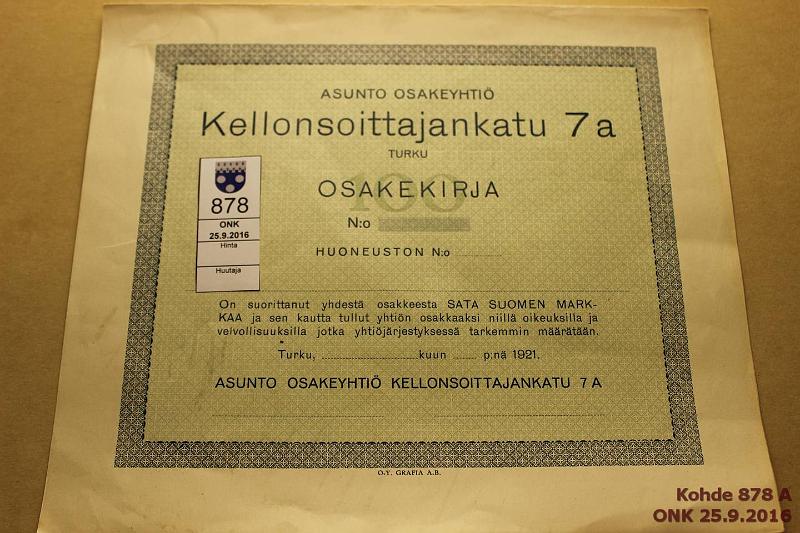 ASUNTO OSAKEYHTIÖ
Kellonsoittajankatu 7a
TURKU
100
OSAKEKIRJA
N:o
HUONEUSTON N:o
878
ONK
25.9.2016
Hinta
Huutaja
On suorittanut yhdestä osakkeesta SATA SUOMEN MARK-
KAA ja sen kautta tullut yhtiön osakkaaksi niillä oikeuksilla ja
velvollisuuksilla jotka yhtiöjärjestyksessä tarkemmin määrätään.
Turku, kuun p:nä 1921.
ASUNTO OSAKEYHTIÖ KELLONSOITTAJANKATU 7 A
O.Y. GRAFIA A.B.
Kohde 878 A
ONK 25.9.2016